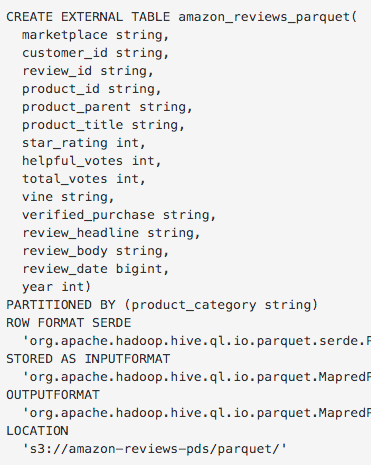 CREATE EXTERNAL TABLE amazon_reviews_parquet(
  marketplace string,
  customer_id string,
  review_id string,
  product_id string,
  product_parent string,
  product_title string,
  star_rating int,
  helpful_votes int,
  total_votes int,
  vine string,
  verified_purchase string,
  review_headline string,
  review_body string,
  review_date bigint,
  year int)
PARTITIONED BY (product_category string)
ROW FORMAT SERDE
  'org.apache.hadoop.hive.ql.io.parquet.serde.P
STORED AS INPUTFORMAT
  'org.apache.hadoop.hive.ql.io.parquet.MapredP
OUTPUTFORMAT
  'org.apache.hadoop.hive.ql.io.parquet.MapredP
LOCATION
  's3://amazon-reviews-pds/parquet/'